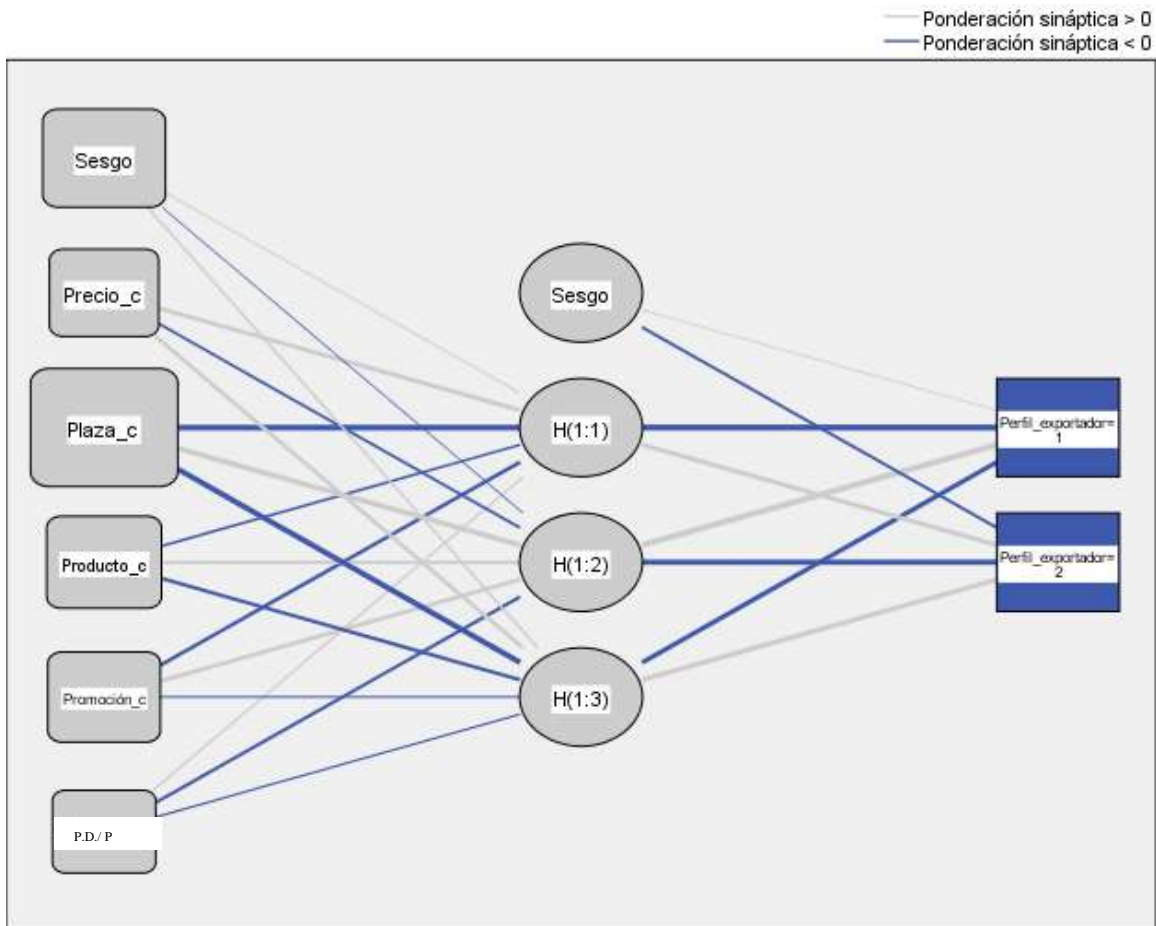 Ponderación sináptica > 0
Ponderación sináptica < 0
Sesgo
Precio_c
Plaza_c
Producto_c
Promación_c
P.D./ P
Sesgo
H(1:1)
H(1:2)
H(1:3)
Perfil_exportador=
1
Perfil_exportador=
2